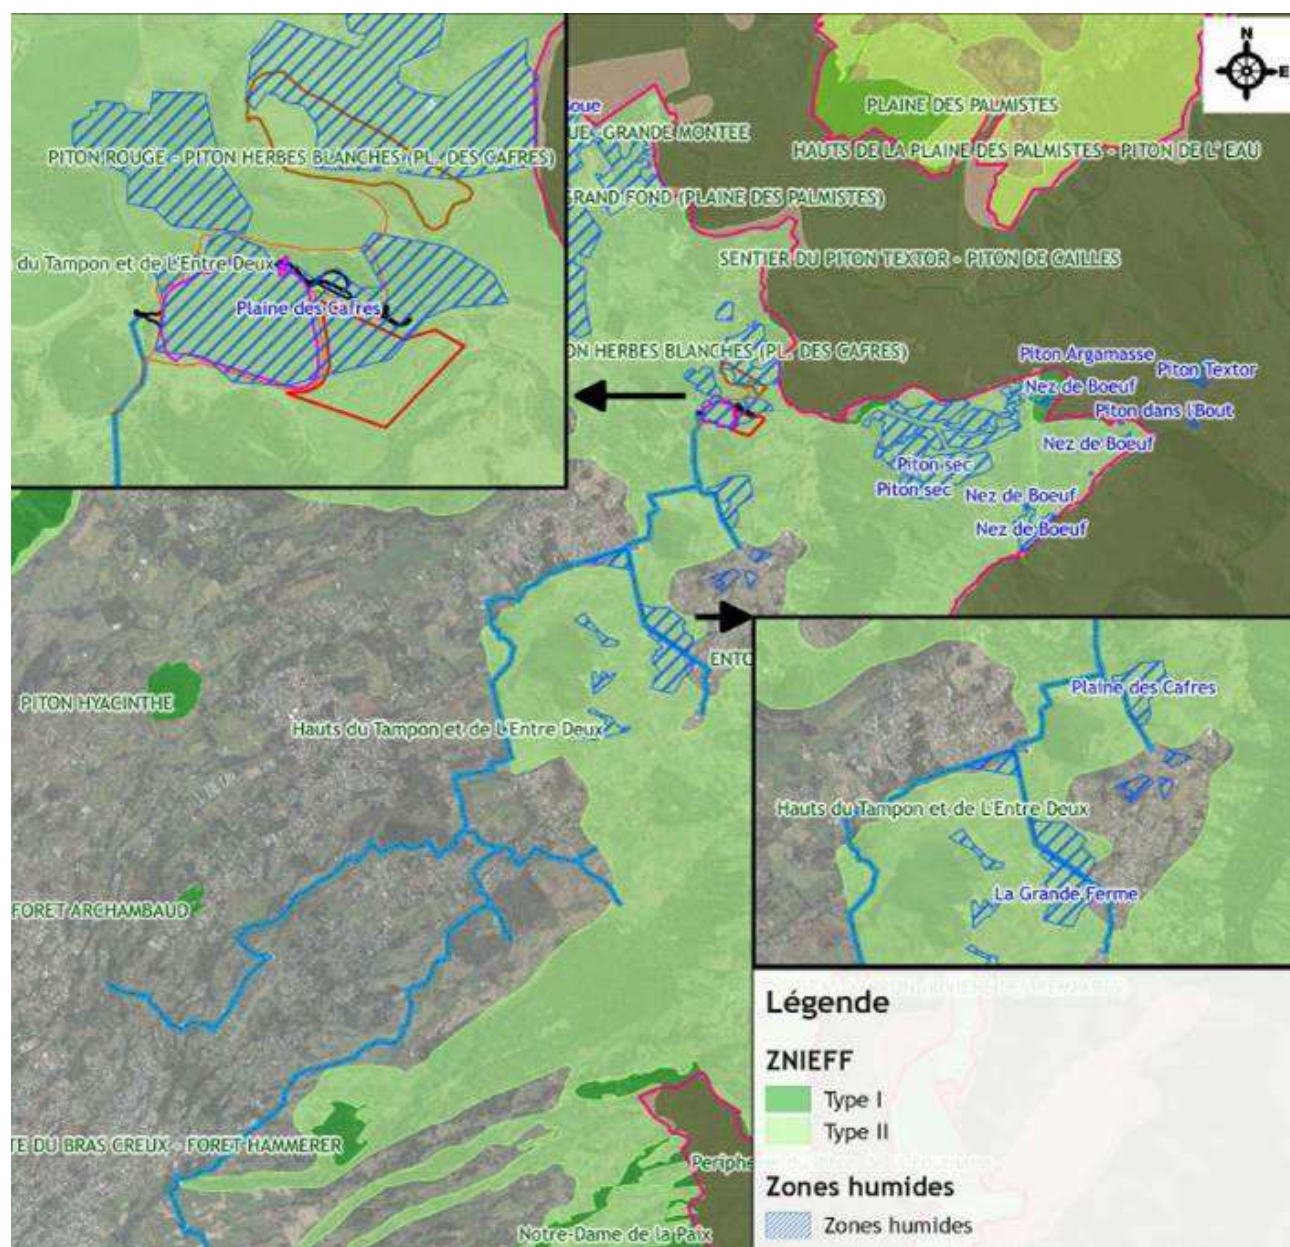 N
E
PLAINE DES PALMISTES
HAUTS DE LA PLAINE DES PALMISTES - PITON DE L'EAU
GRANDE MONTEE
PITON ROUGE - PITON HERBES BLANCHES (PL. DES CAFRES)
GRAND FOND (PLAINE DES PALMISTES)
du Tampon et de L'Entre Deux
SENTIER DU PITON TEXTOR - PITON DE CAILLES
Plaine des Cafres
HERBES BLANCHES (PL. DES CAFRES)
Piton Argamasse
Piton Textor
Nez de Boeuf
Piton dans l'Bout
Nez de Boeuf
Piton sec
Piton sec
Nez de Boeuf
Nez de Boeuf
PITON HYACINTHE
Hauts du Tampon et de L'Entre Deux
Plaine des Cafres
Hauts du Tampon et de L'Entre Deux
La Grande Ferme
FORET ARCHAMBAUD
DU BRAS CREUX - FORET HAMMERER
Notre-Dame de la Paix
Légende
ZNIEFF
Type I
Type II
Zones humides
Zones humides